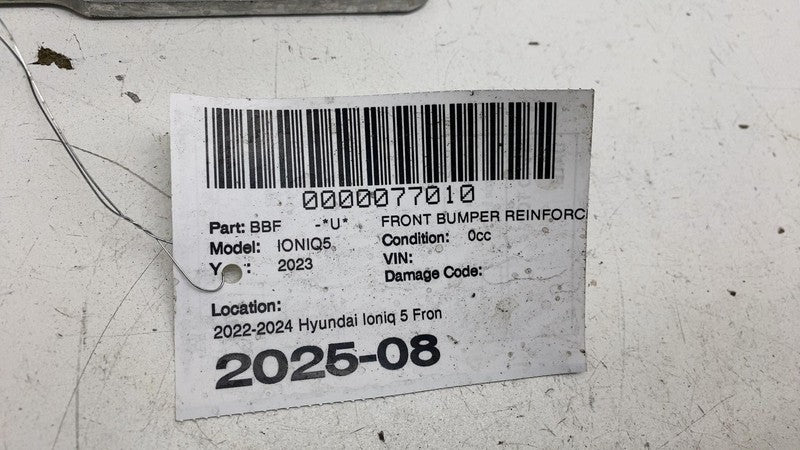 0000077010
Part: BBF -*U* FRONT BUMPER REINFORC
Model: IONIQ5 Condition: 0cc
Y : 2023 VIN:
Damage Code:
Location:
2022-2024 Hyundai Ioniq 5 Fron
2025-08